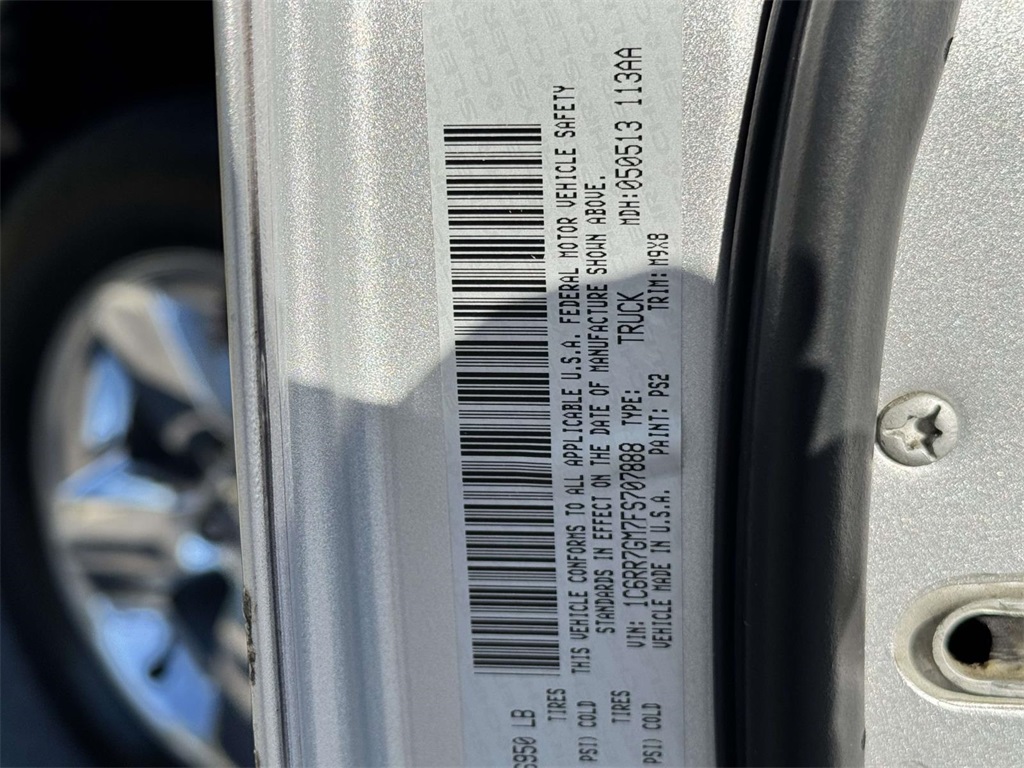 6950 LB
TIRES
PSI) COLD
TIRES
PSI) COLD
THIS VEHICLE CONFORMS TO ALL APPLICABLE U.S.A. FEDERAL MOTOR VEHICLE SAFETY
STANDARDS IN EFFECT ON THE DATE OF MANUFACTURE SHOWN ABOVE.
VIN: 1C6RR7GM7FS707888 TYPE: TRUCK MDH:050513 113AA
VEHICLE MADE IN U.S.A. PAINT: PS2 TRIM: M9X8